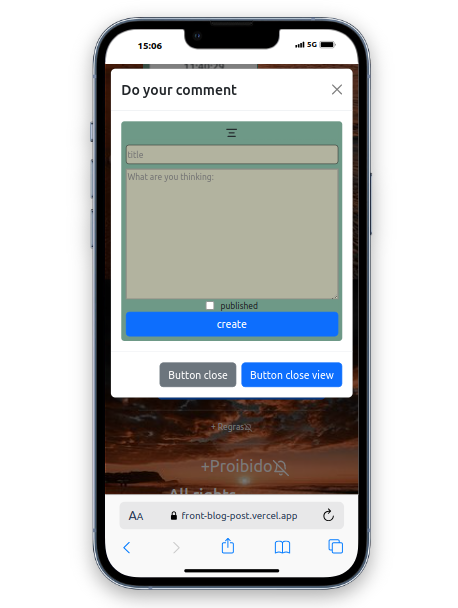 15:06
5G
11:40:29
Do your comment
title
What are you thinking:
published
create
Button close
Button close view
+Regras
+Proibido
All rights
AA
front-blog-post.vercel.app